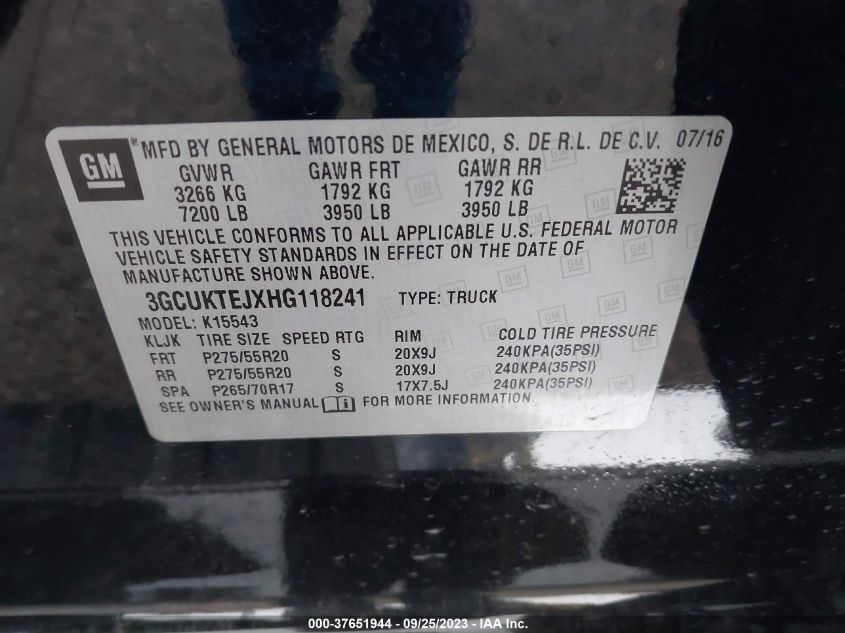 GM ® MFD BY GENERAL MOTORS DE MEXICO, S. DE R.L. DE C.V. 07/16
GVWR GAWR FRT GAWR RR
3266 KG 1792 KG 1792 KG
7200 LB 3950 LB 3950 LB
THIS VEHICLE CONFORMS TO ALL APPLICABLE U.S. FEDERAL MOTOR
VEHICLE SAFETY STANDARDS IN EFFECT ON THE DATE OF
MANUFACTURE SHOWN ABOVE.
3GCUKTEJXHG118241 TYPE: TRUCK
MODEL: K15543
KLJK TIRE SIZE SPEED RTG RIM COLD TIRE PRESSURE
FRT P275/55R20 S 20X9J 240KPA(35PSI)
RR P275/55R20 S 20X9J 240KPA(35PSI)
SPA P265/70R17 S 17X7.5J 240KPA(35PSI)
SEE OWNER'S MANUAL FOR MORE INFORMATION.
000-37651944 - 09/25/2023 - IAA Inc.